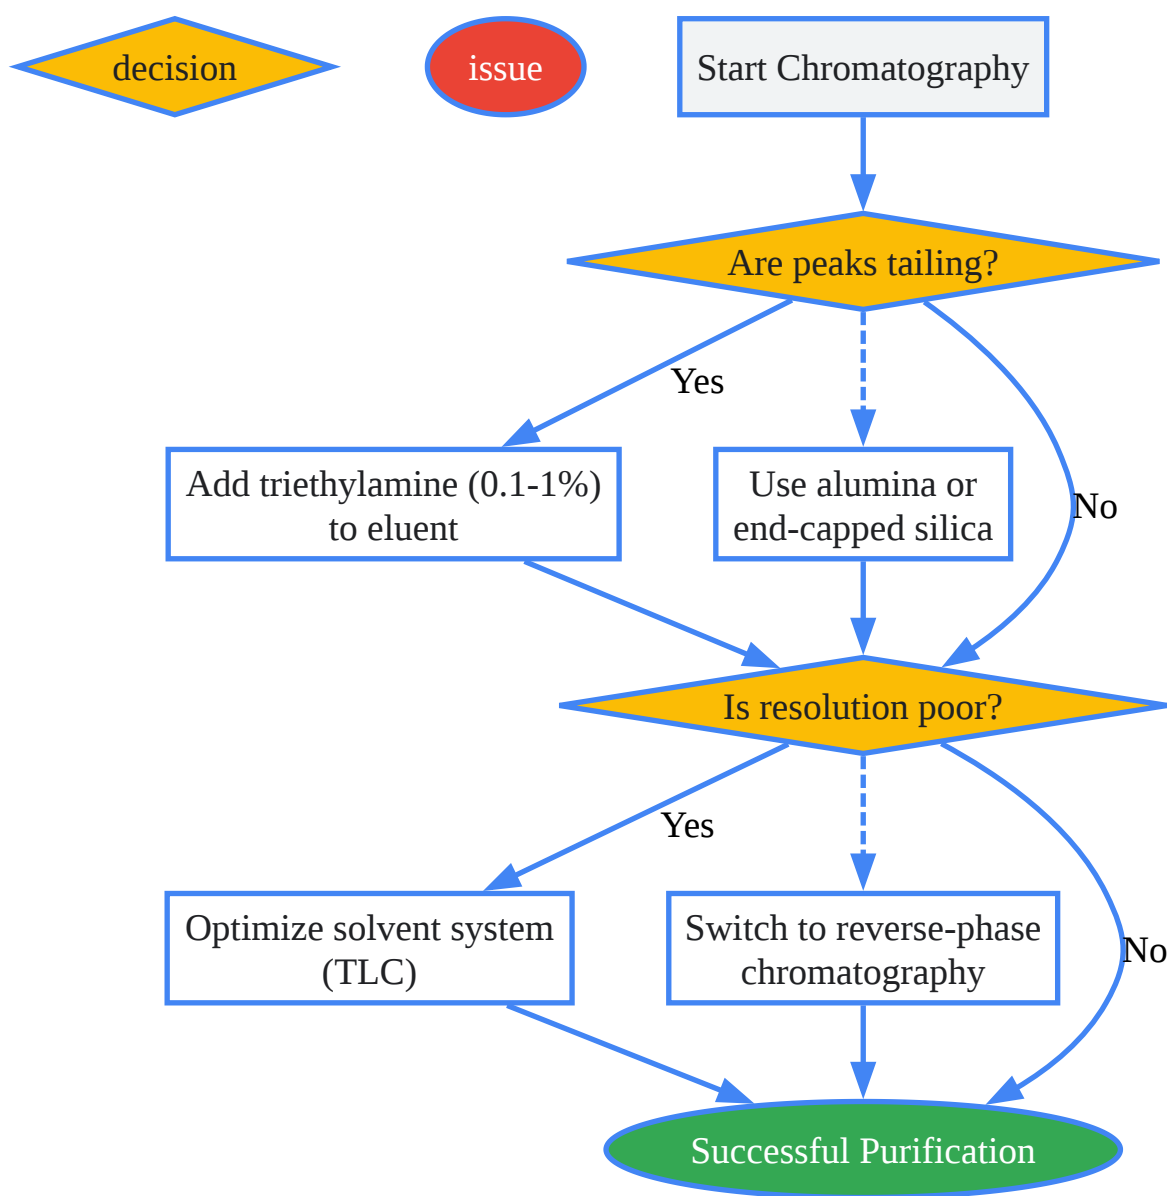 decision
issue
Start Chromatography
Are peaks tailing?
Yes
Add triethylamine (0.1-1%)
to eluent
Use alumina or
end-capped silica
No
Is resolution poor?
Yes
Optimize solvent system
(TLC)
Switch to reverse-phase
chromatography
No
Successful Purification